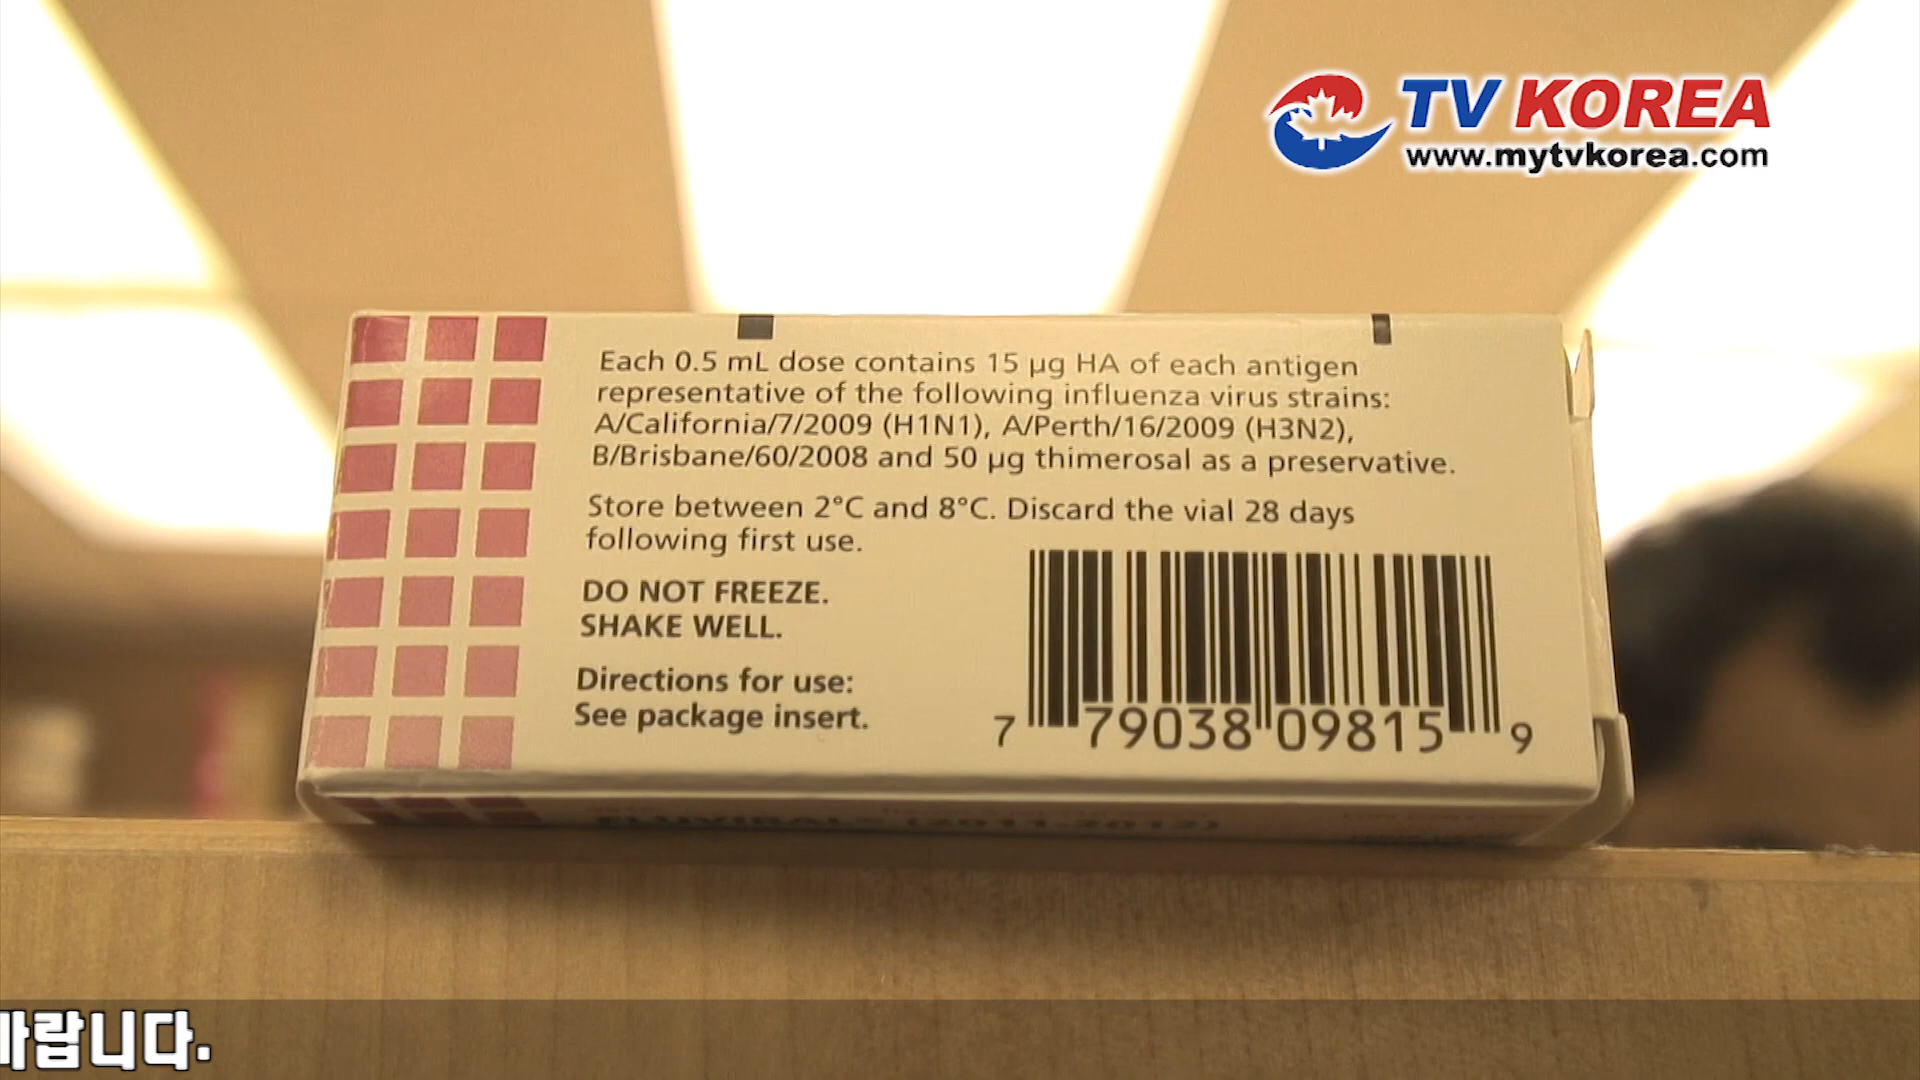 TV KOREA
www.mytvkorea.com
Each 0.5 mL dose contains 15 µg HA of each antigen
representative of the following influenza virus strains:
A/California/7/2009 (H1N1), A/Perth/16/2009 (H3N2),
B/Brisbane/60/2008 and 50 µg thimerosal as a preservative.
Store between 2°C and 8°C. Discard the vial 28 days
following first use.
DO NOT FREEZE.
SHAKE WELL.
Directions for use:
See package insert.
7 79038 09815 9
FLUVIRAL® (2011-2012)
바랍니다.